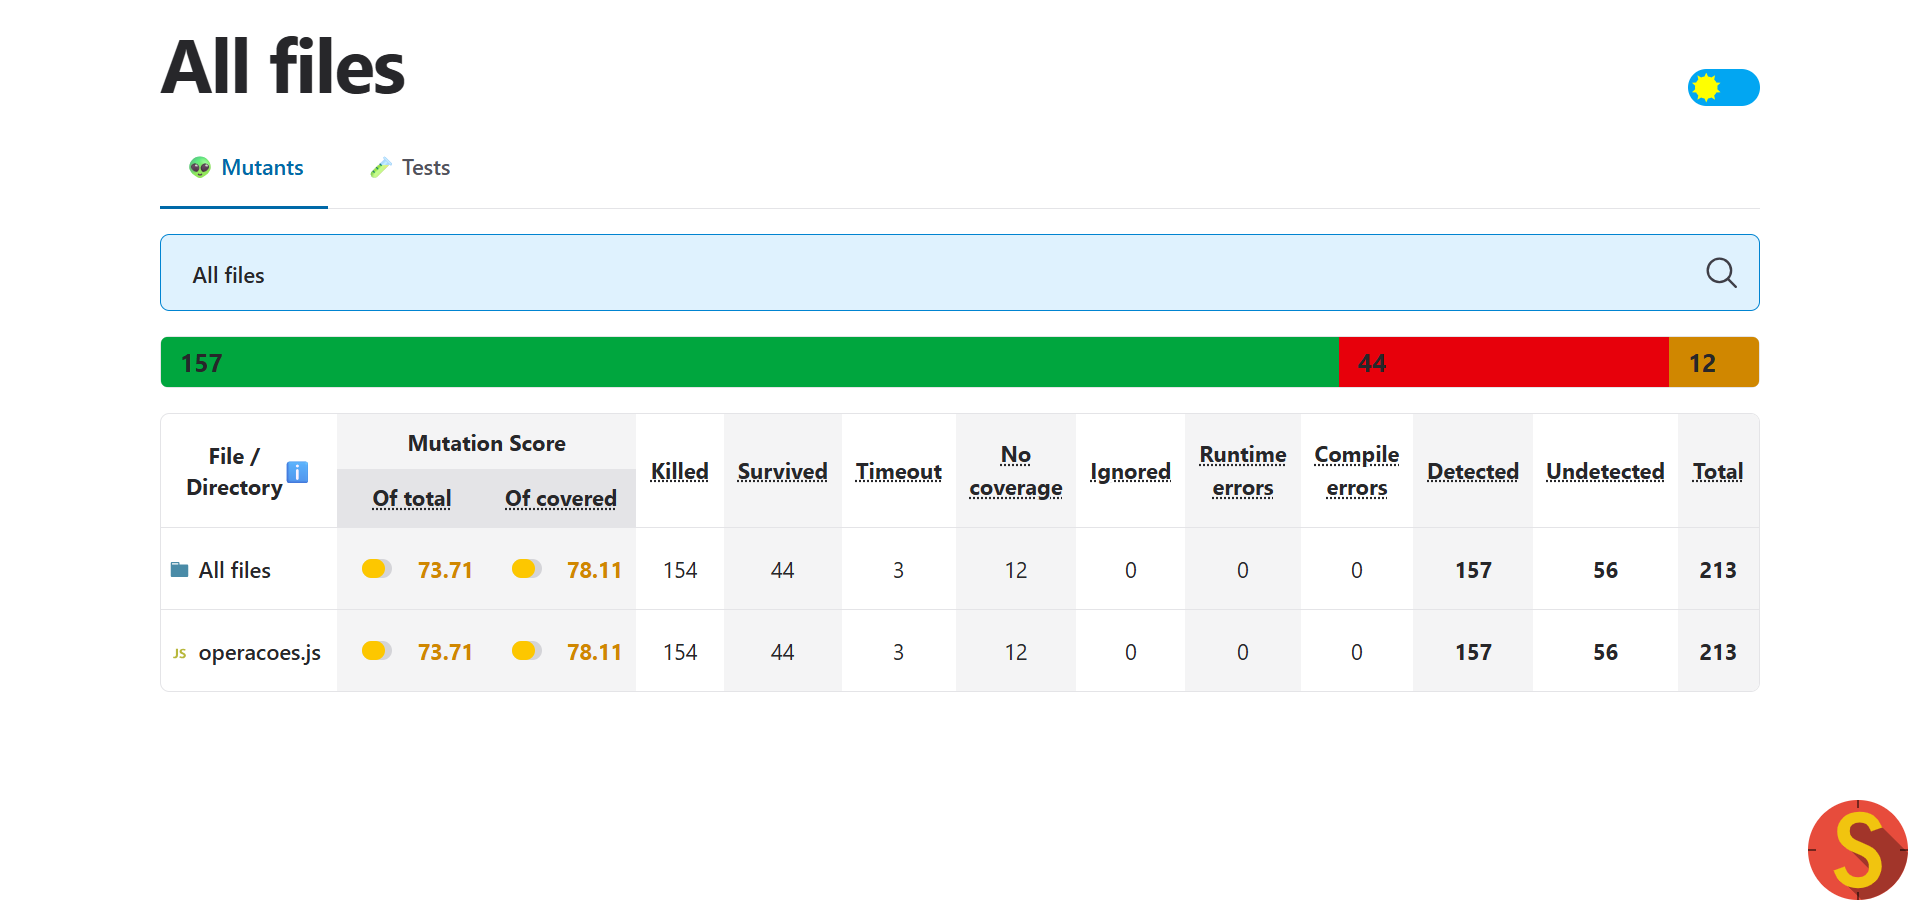 All files
Mutants Tests
All files
157 44 12
File / Directory Mutation Score Of total Of covered Killed Survived Timeout No coverage Ignored Runtime errors Compile errors Detected Undetected Total
All files 73.71 78.11 154 44 3 12 0 0 0 157 56 213
JS operacoes.js 73.71 78.11 154 44 3 12 0 0 0 157 56 213
S